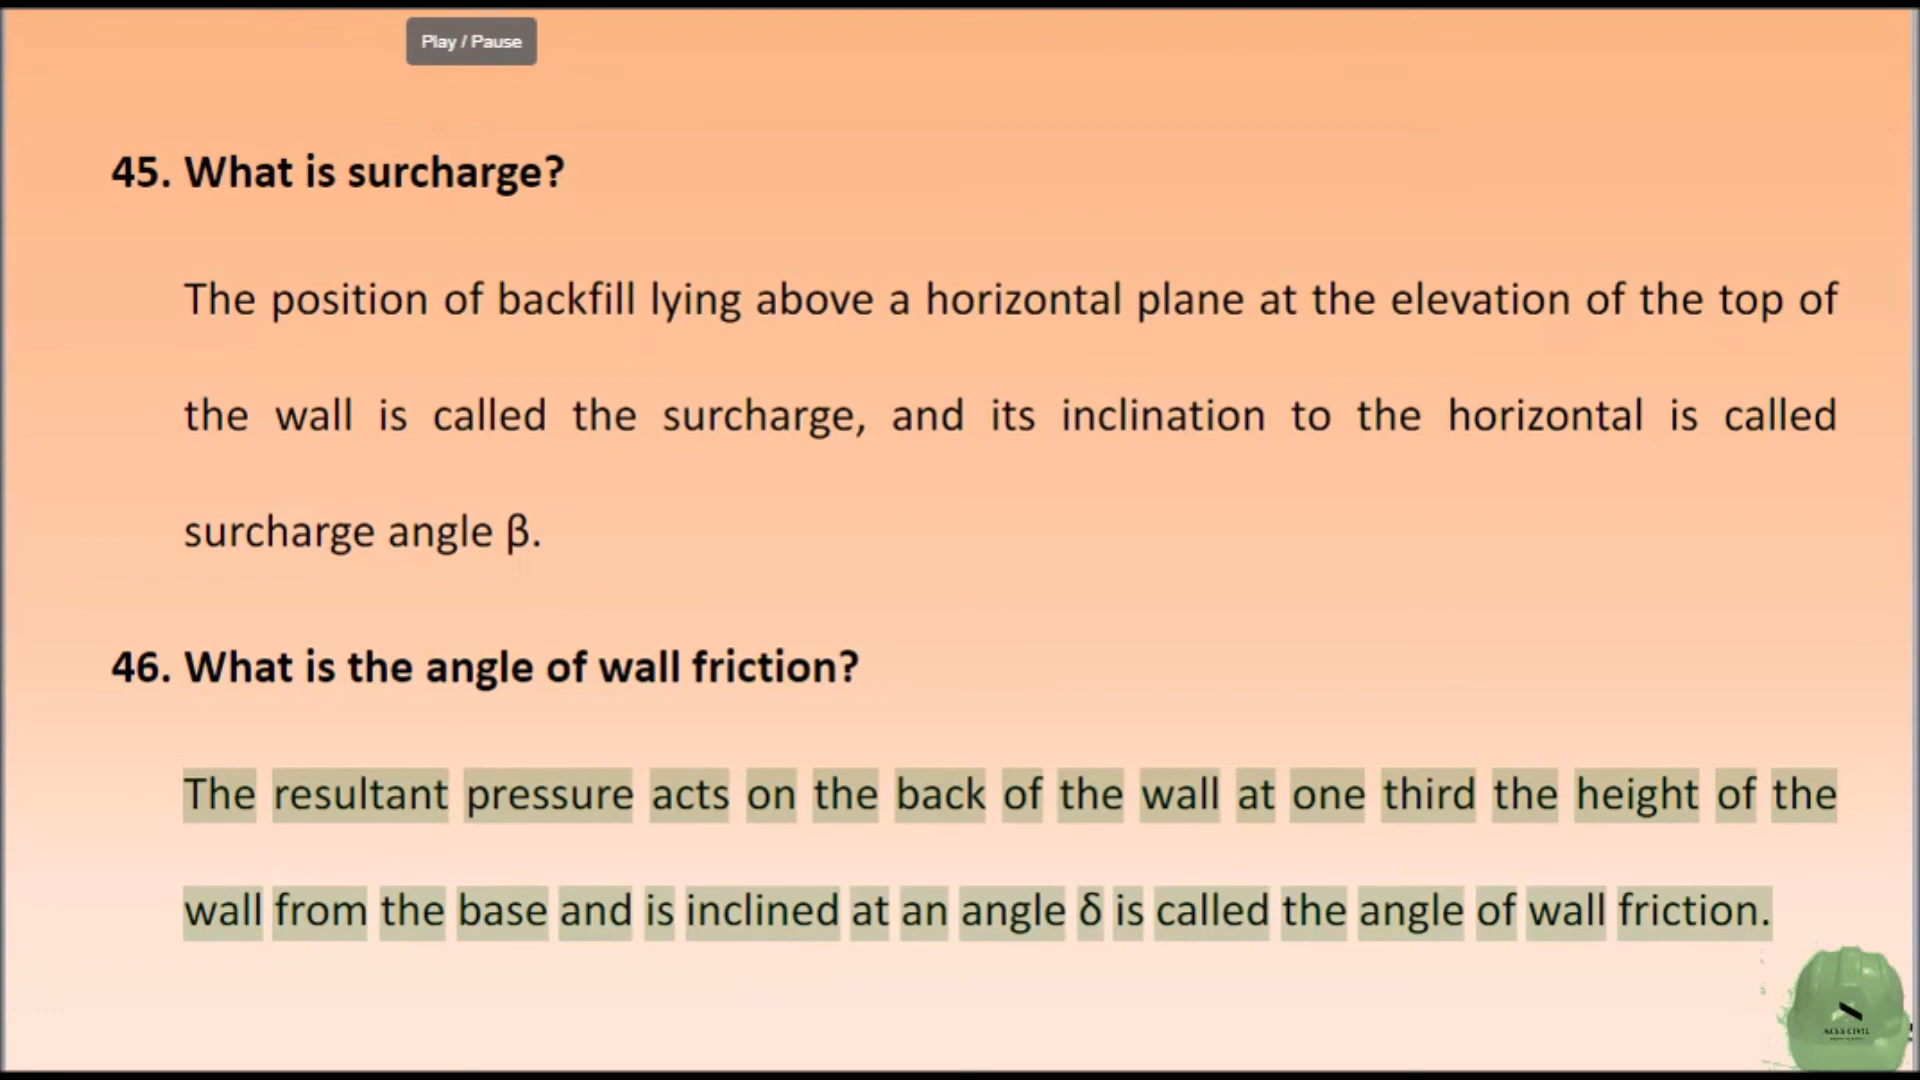 Play / Pause
45. What is surcharge?
The position of backfill lying above a horizontal plane at the elevation of the top of
the wall is called the surcharge, and its inclination to the horizontal is called
surcharge angle β.
46. What is the angle of wall friction?
The resultant pressure acts on the back of the wall at one third the height of the
wall from the base and is inclined at an angle δ is called the angle of wall friction.